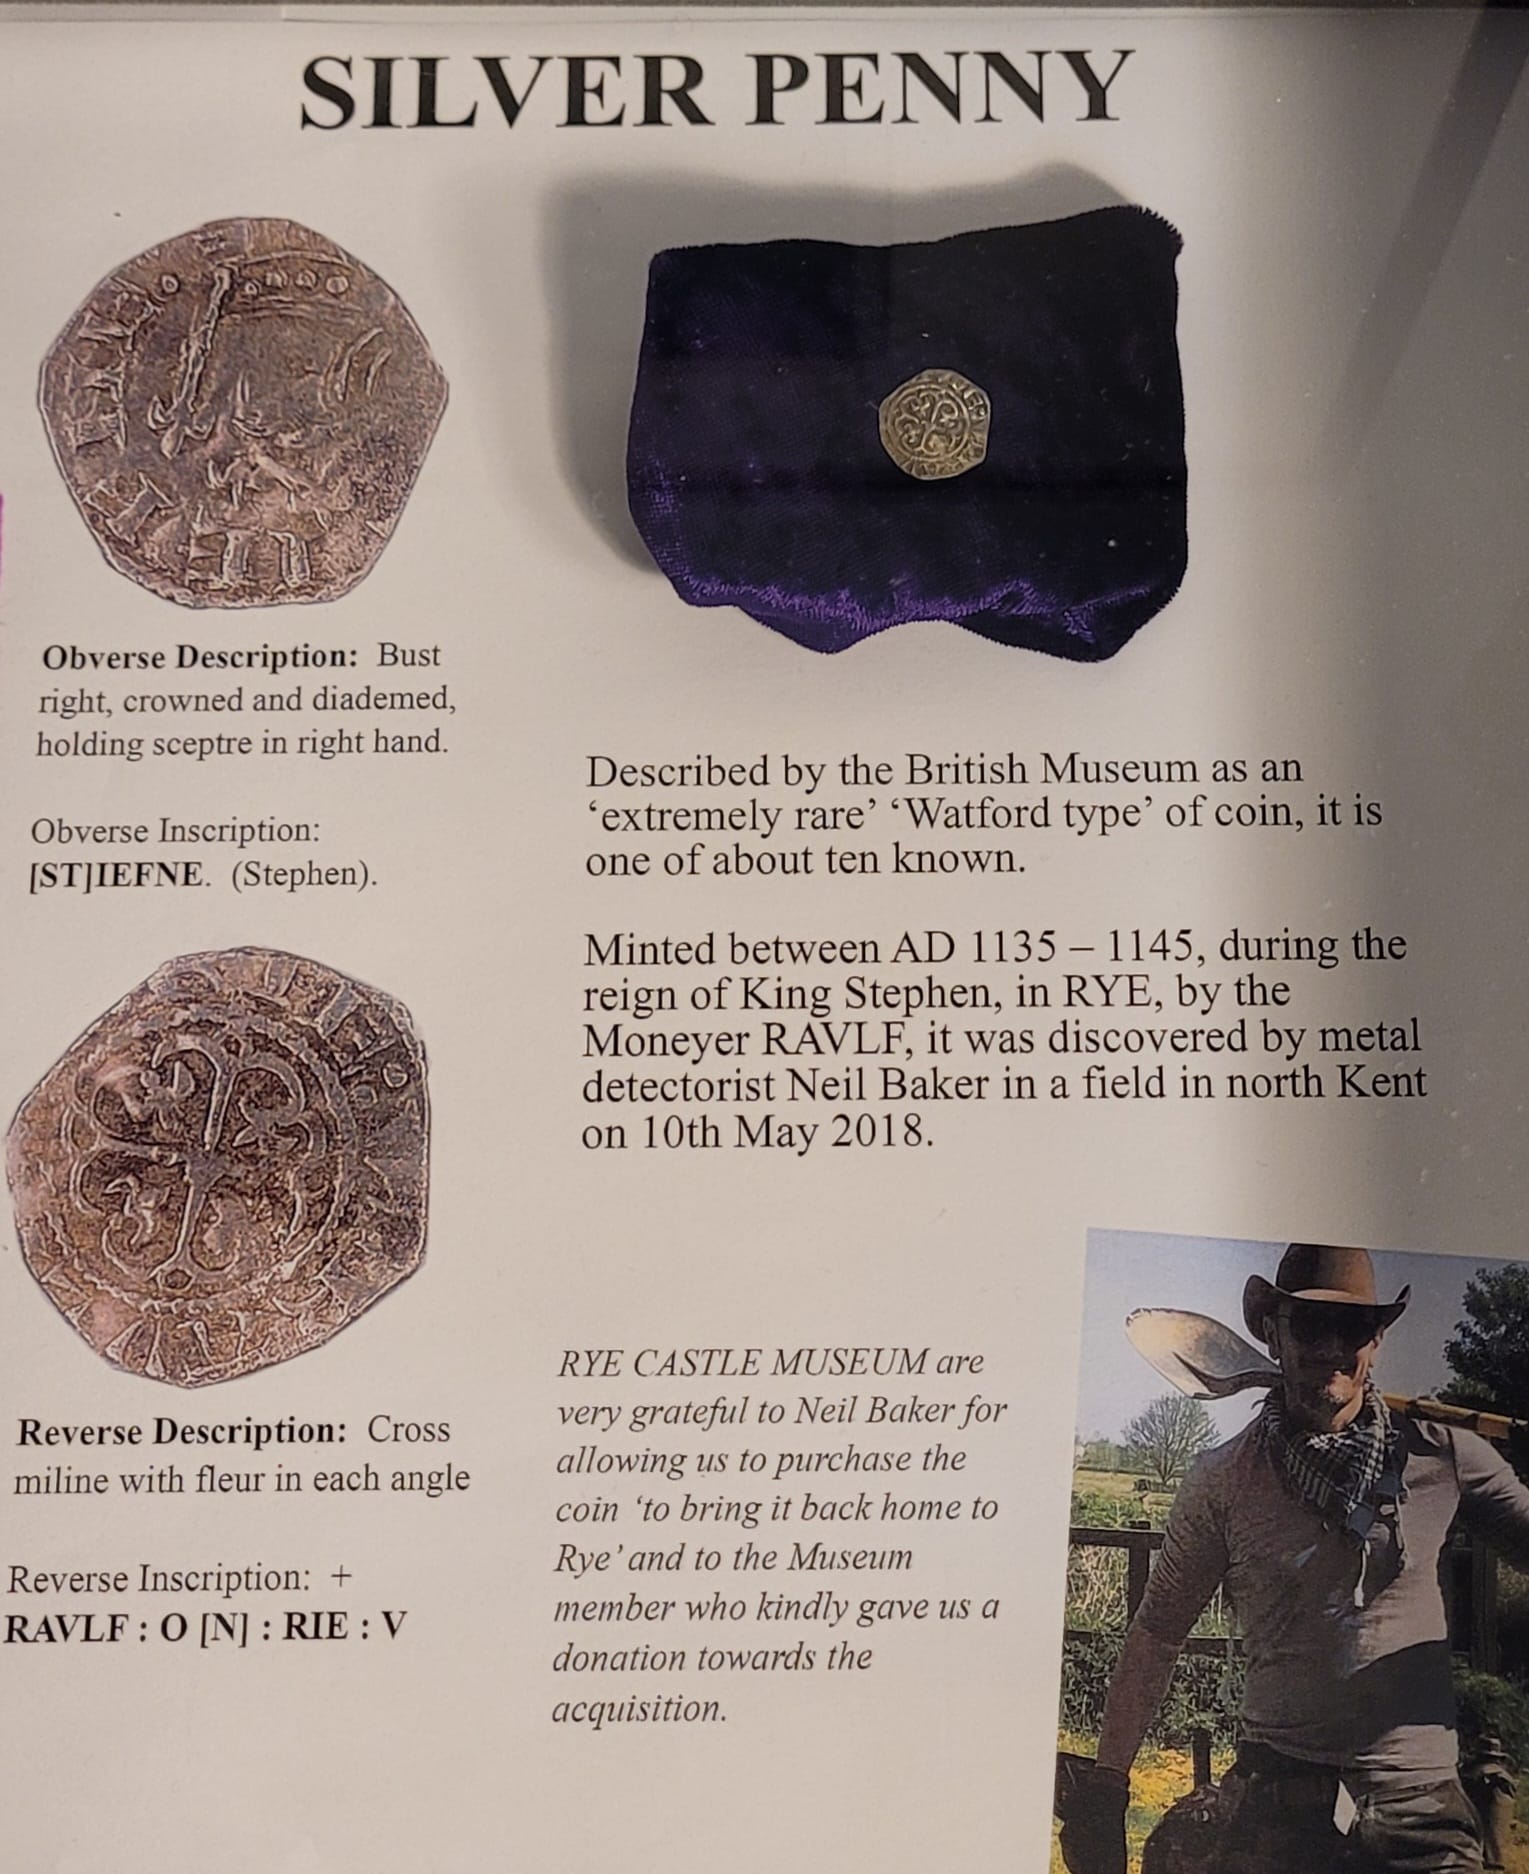 SILVER PENNY
Obverse Description: Bust
right, crowned and diademed,
holding sceptre in right hand.
Obverse Inscription:
[ST]IEFNE. (Stephen).
Reverse Description: Cross
miline with fleur in each angle
Reverse Inscription: +
RAVLF : O [N] : RIE : V
Described by the British Museum as an
‘extremely rare’ ‘Watford type’ of coin, it is
one of about ten known.
Minted between AD 1135 – 1145, during the
reign of King Stephen, in RYE, by the
Moneyer RAVLF, it was discovered by metal
detectorist Neil Baker in a field in north Kent
on 10th May 2018.
RYE CASTLE MUSEUM are
very grateful to Neil Baker for
allowing us to purchase the
coin ‘to bring it back home to
Rye’ and to the Museum
member who kindly gave us a
donation towards the
acquisition.